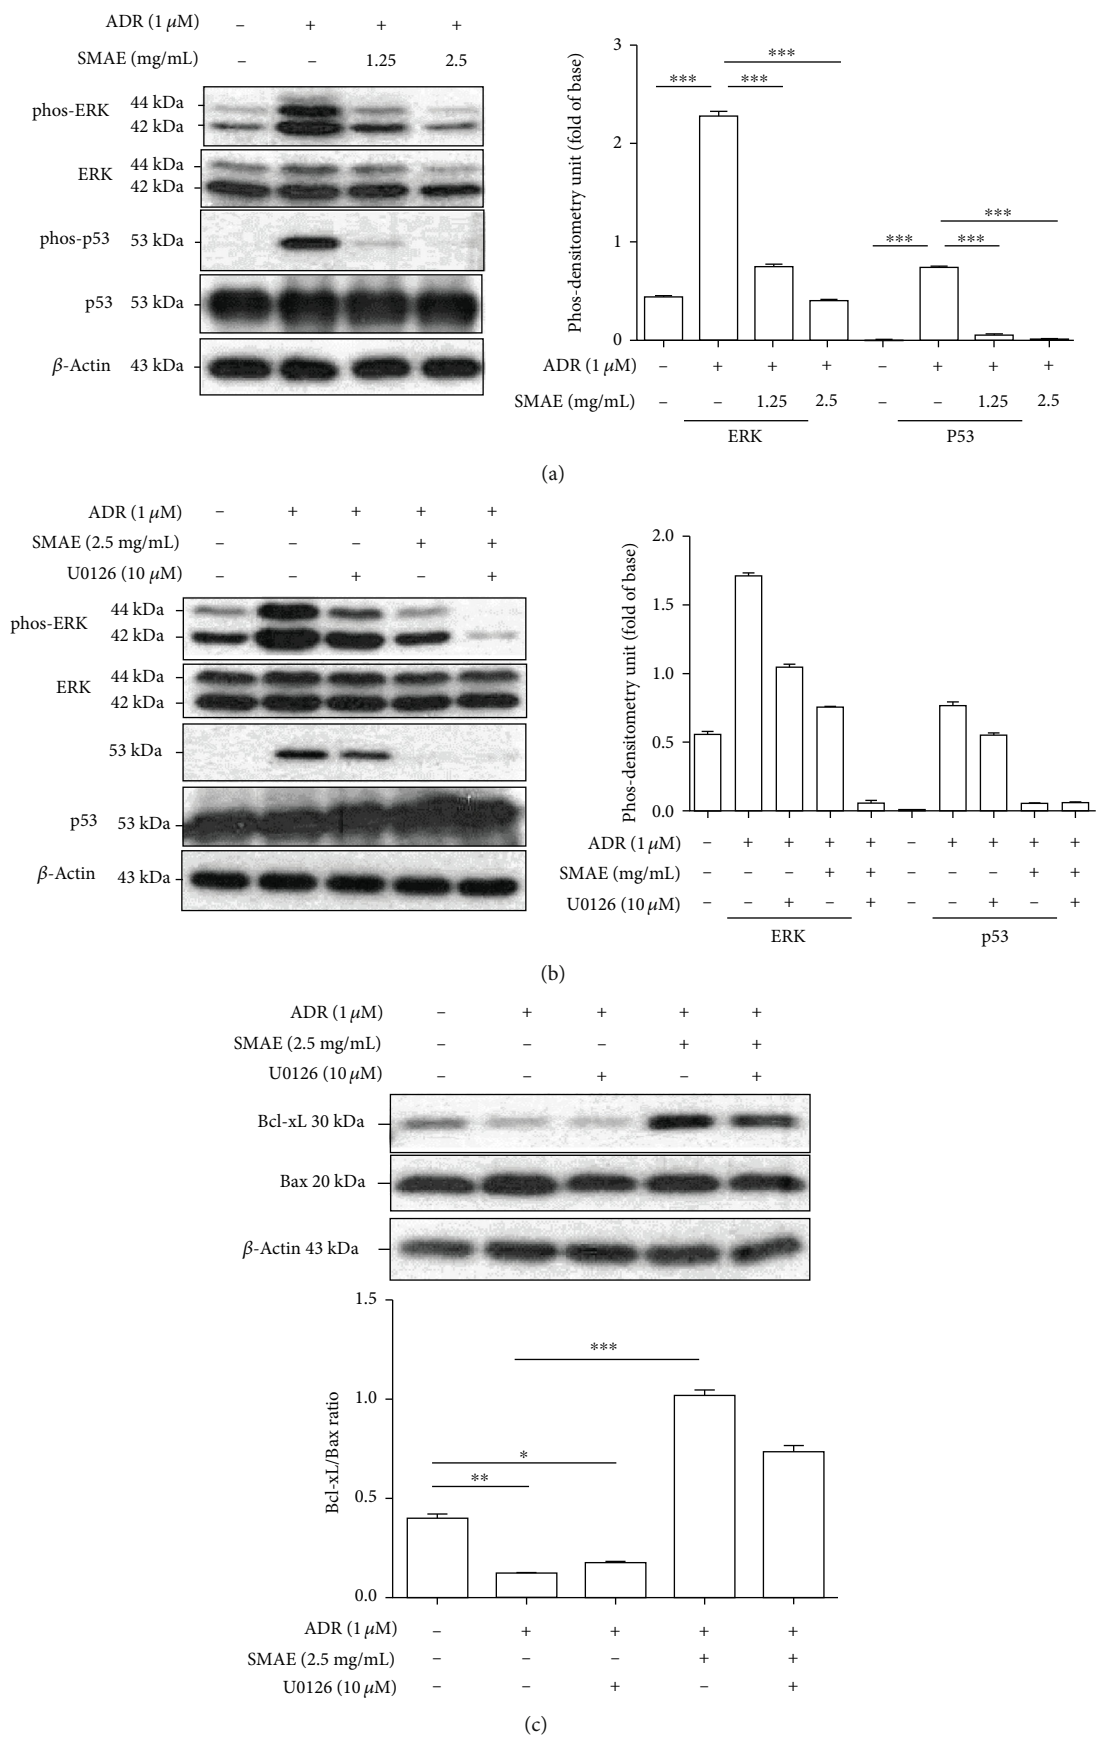 ADR (1 μM) – + + +
SMAE (mg/mL) – – 1.25 2.5
phos-ERK 44 kDa
42 kDa
ERK 44 kDa
42 kDa
phos-p53 53 kDa
p53 53 kDa
β-Actin 43 kDa
Phos-densitometry unit (fold of base)
3
2
1
0
*** *** ***
*** *** ***
ADR (1 μM) – + + + – + + +
SMAE (mg/mL) – – 1.25 2.5 – – 1.25 2.5
ERK P53
(a)
ADR (1 μM) – + + + +
SMAE (2.5 mg/mL) – – – + +
U0126 (10 μM) – – + – +
phos-ERK 44 kDa
42 kDa
ERK 44 kDa
42 kDa
53 kDa
p53 53 kDa
β-Actin 43 kDa
Phos-densitometry unit (fold of base)
2.0
1.5
1.0
0.5
0.0
ADR (1 μM) – + + + + – + + + +
SMAE (mg/mL) – – – + + – – – + +
U0126 (10 μM) – – + – + – – + – +
ERK p53
(b)
ADR (1 μM) – + + + +
SMAE (2.5 mg/mL) – – – + +
U0126 (10 μM) – – + – +
Bcl-xL 30 kDa
Bax 20 kDa
β-Actin 43 kDa
Bcl-xL/Bax ratio
1.5
1.0
0.5
0.0
***
*
**
ADR (1 μM) – + + + +
SMAE (2.5 mg/mL) – – – + +
U0126 (10 μM) – – + – +
(c)